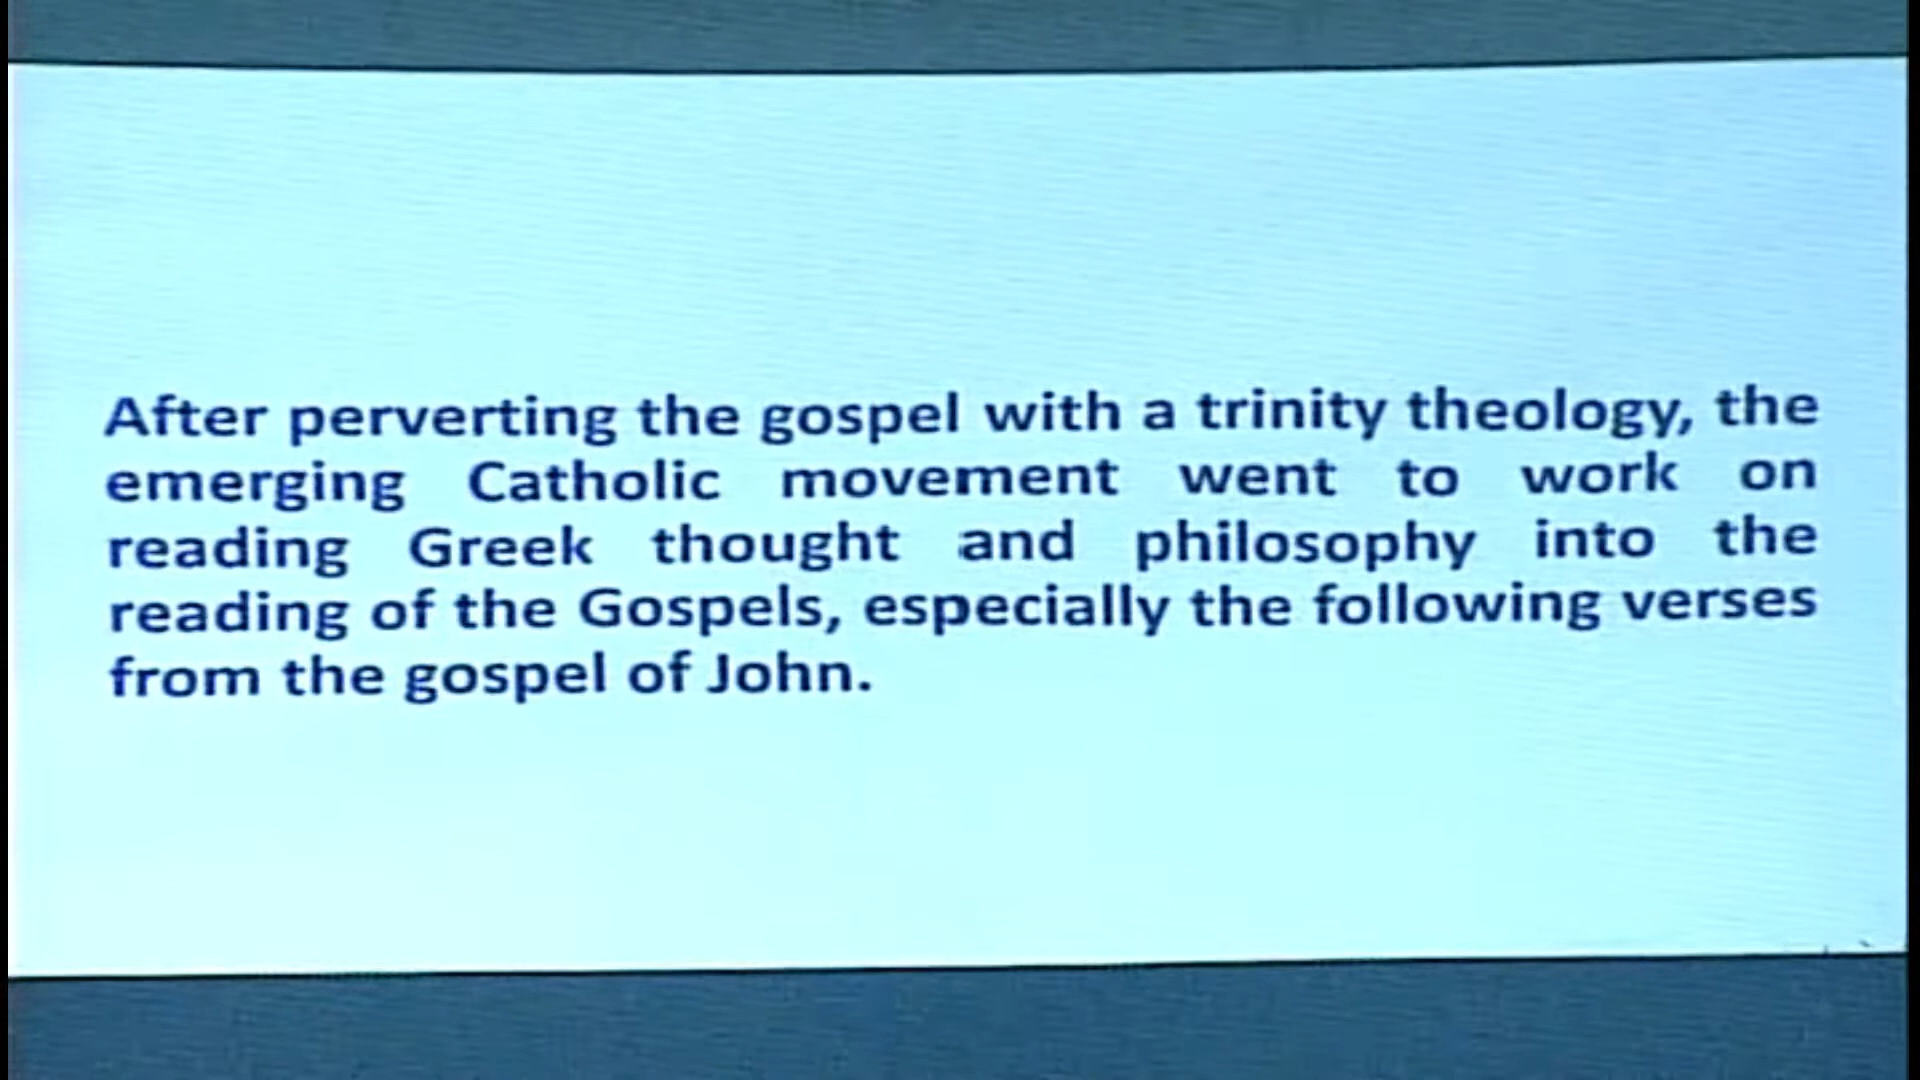 After perverting the gospel with a trinity theology, the
emerging Catholic movement went to work on
reading Greek thought and philosophy into the
reading of the Gospels, especially the following verses
from the gospel of John.